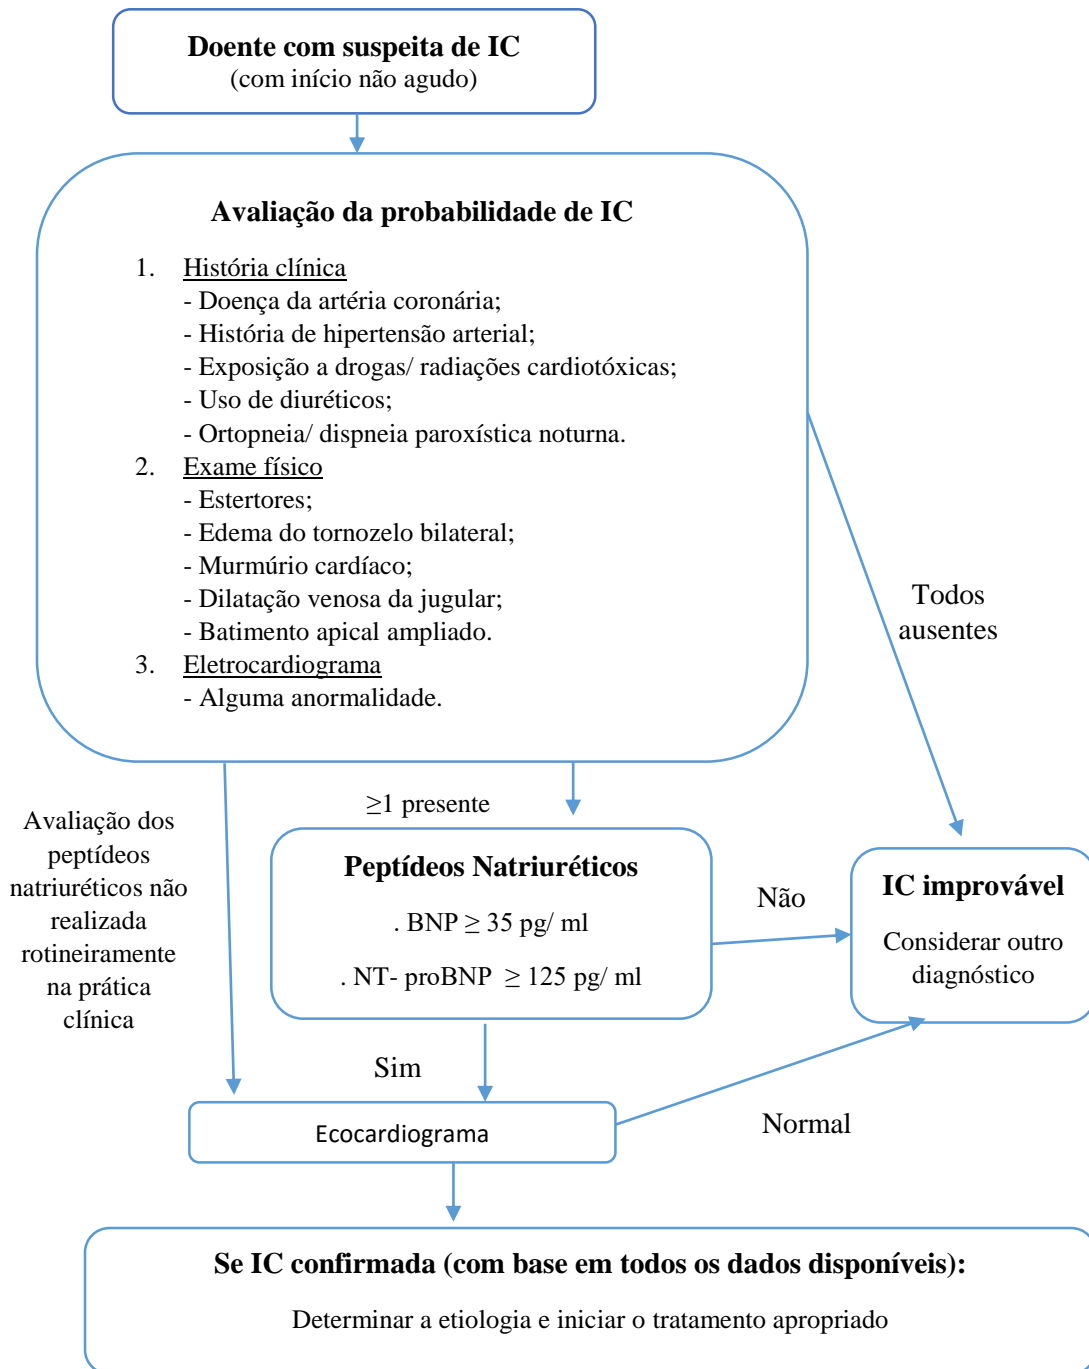 Doente com suspeita de IC
(com início não agudo)
Avaliação da probabilidade de IC
1. História clínica
- Doença da artéria coronária;
- História de hipertensão arterial;
- Exposição a drogas/ radiações cardiotóxicas;
- Uso de diuréticos;
- Ortopneia/ dispneia paroxística noturna.
2. Exame físico
- Estertores;
- Edema do tornozelo bilateral;
- Murmúrio cardíaco;
- Dilatação venosa da jugular;
- Batimento apical ampliado.
3. Eletrocardiograma
- Alguma anormalidade.
Todos
ausentes
≥1 presente
Avaliação dos
peptídeos
natriuréticos não
realizada
rotineiramente
na prática
clínica
Peptídeos Natriuréticos
. BNP ≥ 35 pg/ ml
. NT- proBNP ≥ 125 pg/ ml
Não
IC improvável
Considerar outro
diagnóstico
Sim
Ecocardiograma
Normal
Se IC confirmada (com base em todos os dados disponíveis):
Determinar a etiologia e iniciar o tratamento apropriado